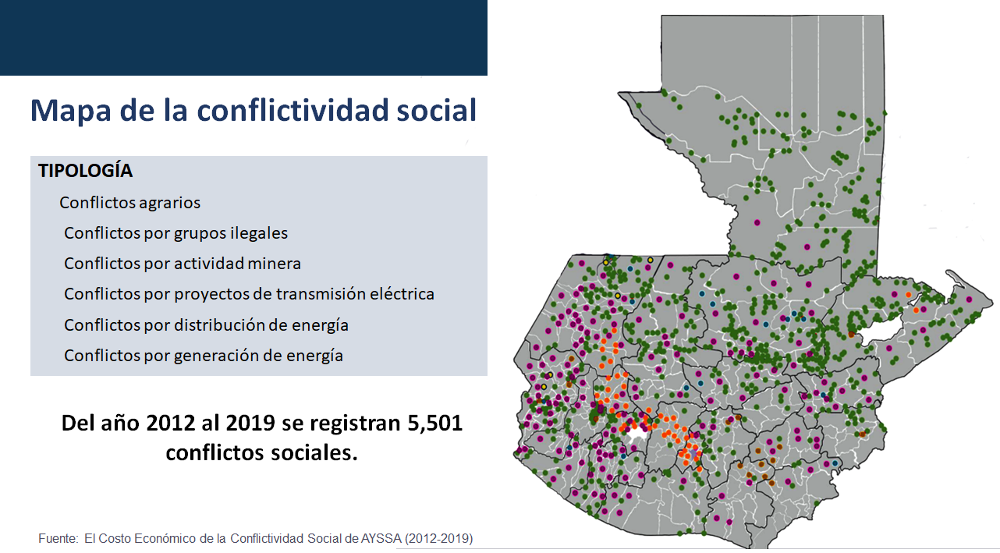 Mapa de la conflictividad social
TIPOLOGÍA
Conflictos agrarios
Conflictos por grupos ilegales
Conflictos por actividad minera
Conflictos por proyectos de transmisión eléctrica
Conflictos por distribución de energía
Conflictos por generación de energía
Del año 2012 al 2019 se registran 5,501
conflictos sociales.
Fuente: El Costo Económico de la Conflictividad Social de AYSSA (2012-2019)